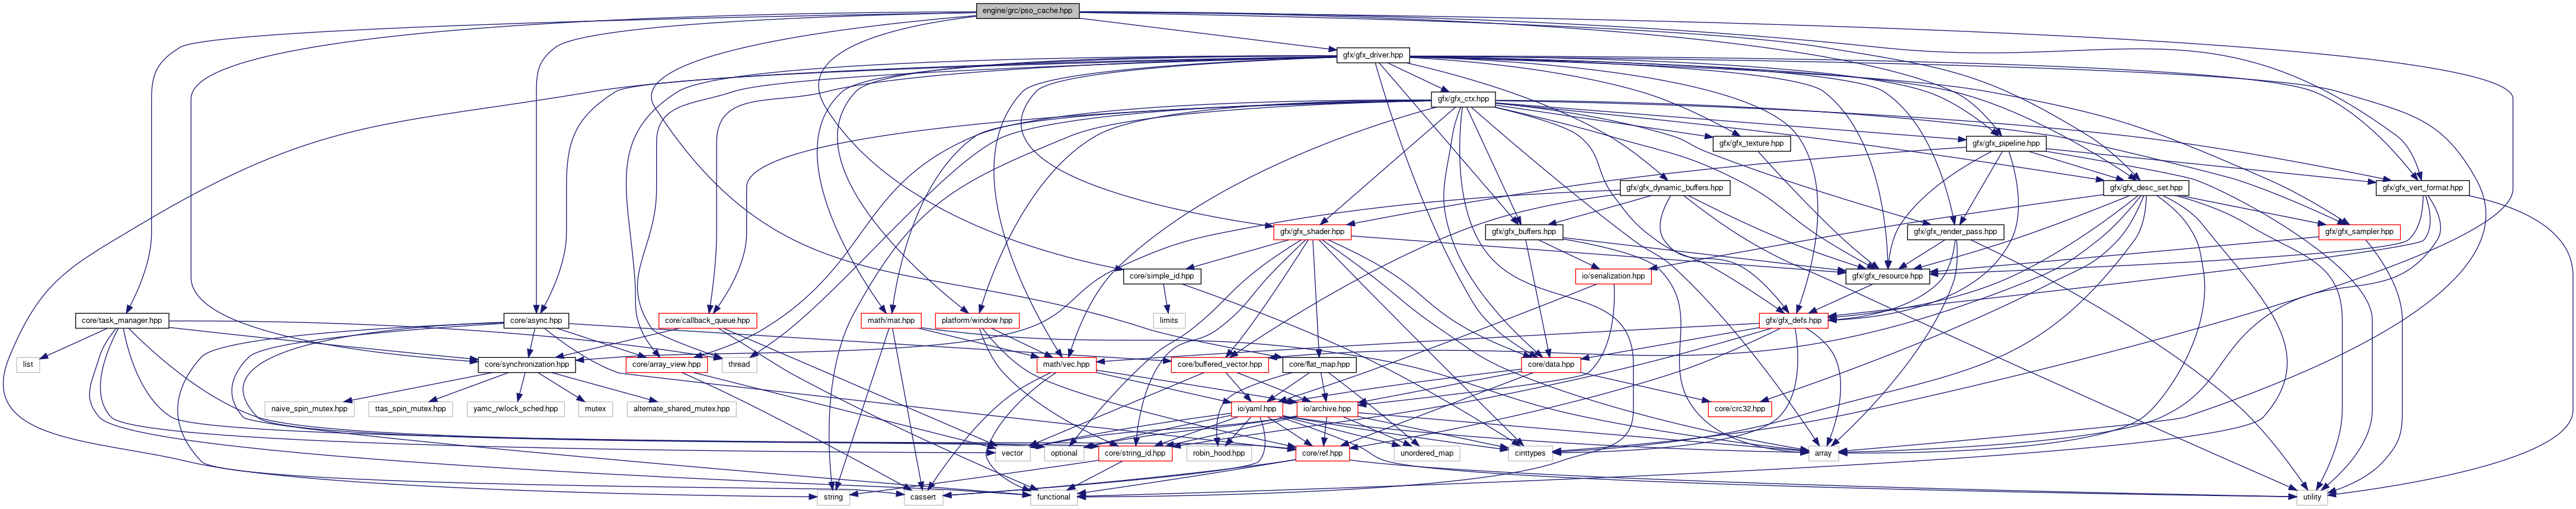 engine/grc/pso_cache.hpp
gfx/gfx_driver.hpp
gfx/gfx_ctx.hpp
gfx/gfx_texture.hpp
gfx/gfx_pipeline.hpp
gfx/gfx_dynamic_buffers.hpp
gfx/gfx_desc_set.hpp
gfx/gfx_vert_format.hpp
gfx/gfx_shader.hpp
gfx/gfx_buffers.hpp
gfx/gfx_render_pass.hpp
gfx/gfx_sampler.hpp
core/simple_id.hpp
io/serialization.hpp
gfx/gfx_resource.hpp
core/task_manager.hpp
core/async.hpp
core/callback_queue.hpp
math/mat.hpp
platform/window.hpp
limits
gfx/gfx_defs.hpp
list
core/synchronization.hpp
core/array_view.hpp
thread
math/vec.hpp
core/buffered_vector.hpp
core/flat_map.hpp
core/data.hpp
naive_spin_mutex.hpp
ttas_spin_mutex.hpp
yamc_rwlock_sched.hpp
mutex
alternate_shared_mutex.hpp
io/yaml.hpp
io/archive.hpp
core/crc32.hpp
vector
optional
core/string_id.hpp
robin_hood.hpp
core/ref.hpp
unordered_map
cinttypes
array
string
cassert
functional
utility